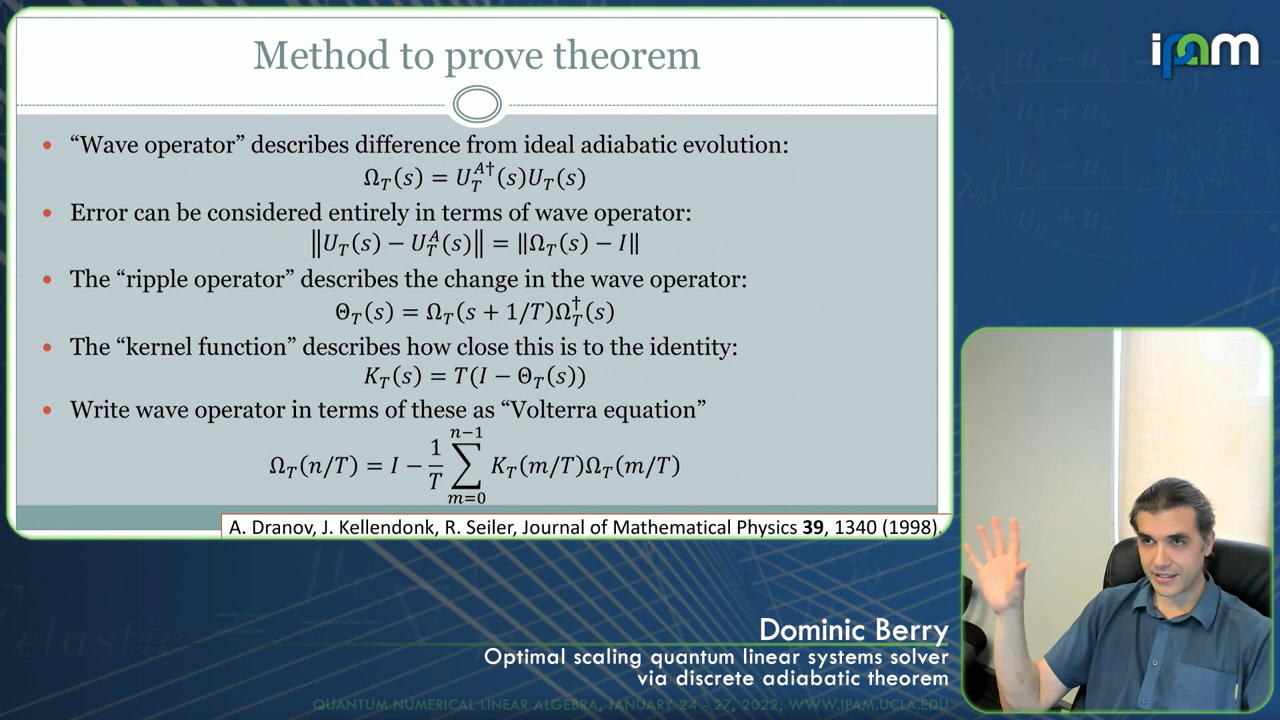 Method to prove theorem
• “Wave operator” describes difference from ideal adiabatic evolution:
Ω_T(s) = U_T^{A†}(s)U_T(s)
• Error can be considered entirely in terms of wave operator:
‖U_T(s) − U_T^A(s)‖ = ‖Ω_T(s) − I‖
• The “ripple operator” describes the change in the wave operator:
Θ_T(s) = Ω_T(s + 1/T)Ω_T^†(s)
• The “kernel function” describes how close this is to the identity:
K_T(s) = T(I − Θ_T(s))
• Write wave operator in terms of these as “Volterra equation”
Ω_T(n/T) = I − \frac{1}{T} \sum_{m=0}^{n−1} K_T(m/T)Ω_T(m/T)
A. Dranov, J. Kellendonk, R. Seiler, Journal of Mathematical Physics 39, 1340 (1998).
ipam
Dominic Berry
Optimal scaling quantum linear systems solver
via discrete adiabatic theorem
QUANTUM NUMERICAL LINEAR ALGEBRA, JANUARY 24 - 27, 2022, WWW.IPAM.UCLA.EDU